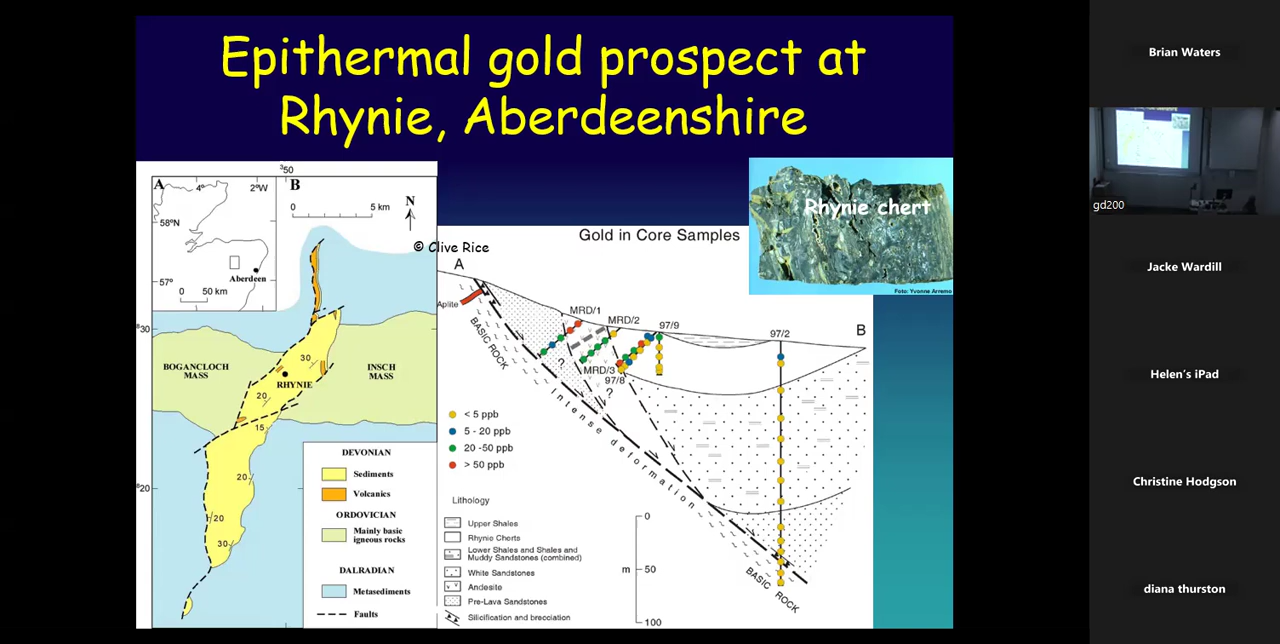 Epithermal gold prospect at
Rhynie, Aberdeenshire
³50
A
4°
2°W
B
0
5 km
N
58ºN
57°
Aberdeen
0 50 km
³30
BOGANCLOCH
MASS
30
RHYNIE
INSCH
MASS
20
15
⁸20
20
20
30
DEVONIAN
Sediments
Volcanics
ORDOVICIAN
Mainly basic
igneous rocks
DALRADIAN
Metasediments
Faults
© Clive Rice
Gold in Core Samples
Rhynie chert
Foto: Yvonne Arremo
A
Aplite
BASIC ROCK
MRD/1
MRD/2
97/9
97/2
B
?
MRD/3
97/8
?
Intense deformation
BASIC ROCK
< 5 ppb
5 - 20 ppb
20 -50 ppb
> 50 ppb
Lithology
Upper Shales
Rhynie Cherts
Lower Shales and Shales and
Muddy Sandstones (combined)
White Sandstones
Andesite
Pre-Lava Sandstones
Silicification and brecciation
0
m
50
100
Brian Waters
gd200
Jacke Wardill
Helen's iPad
Christine Hodgson
diana thurston